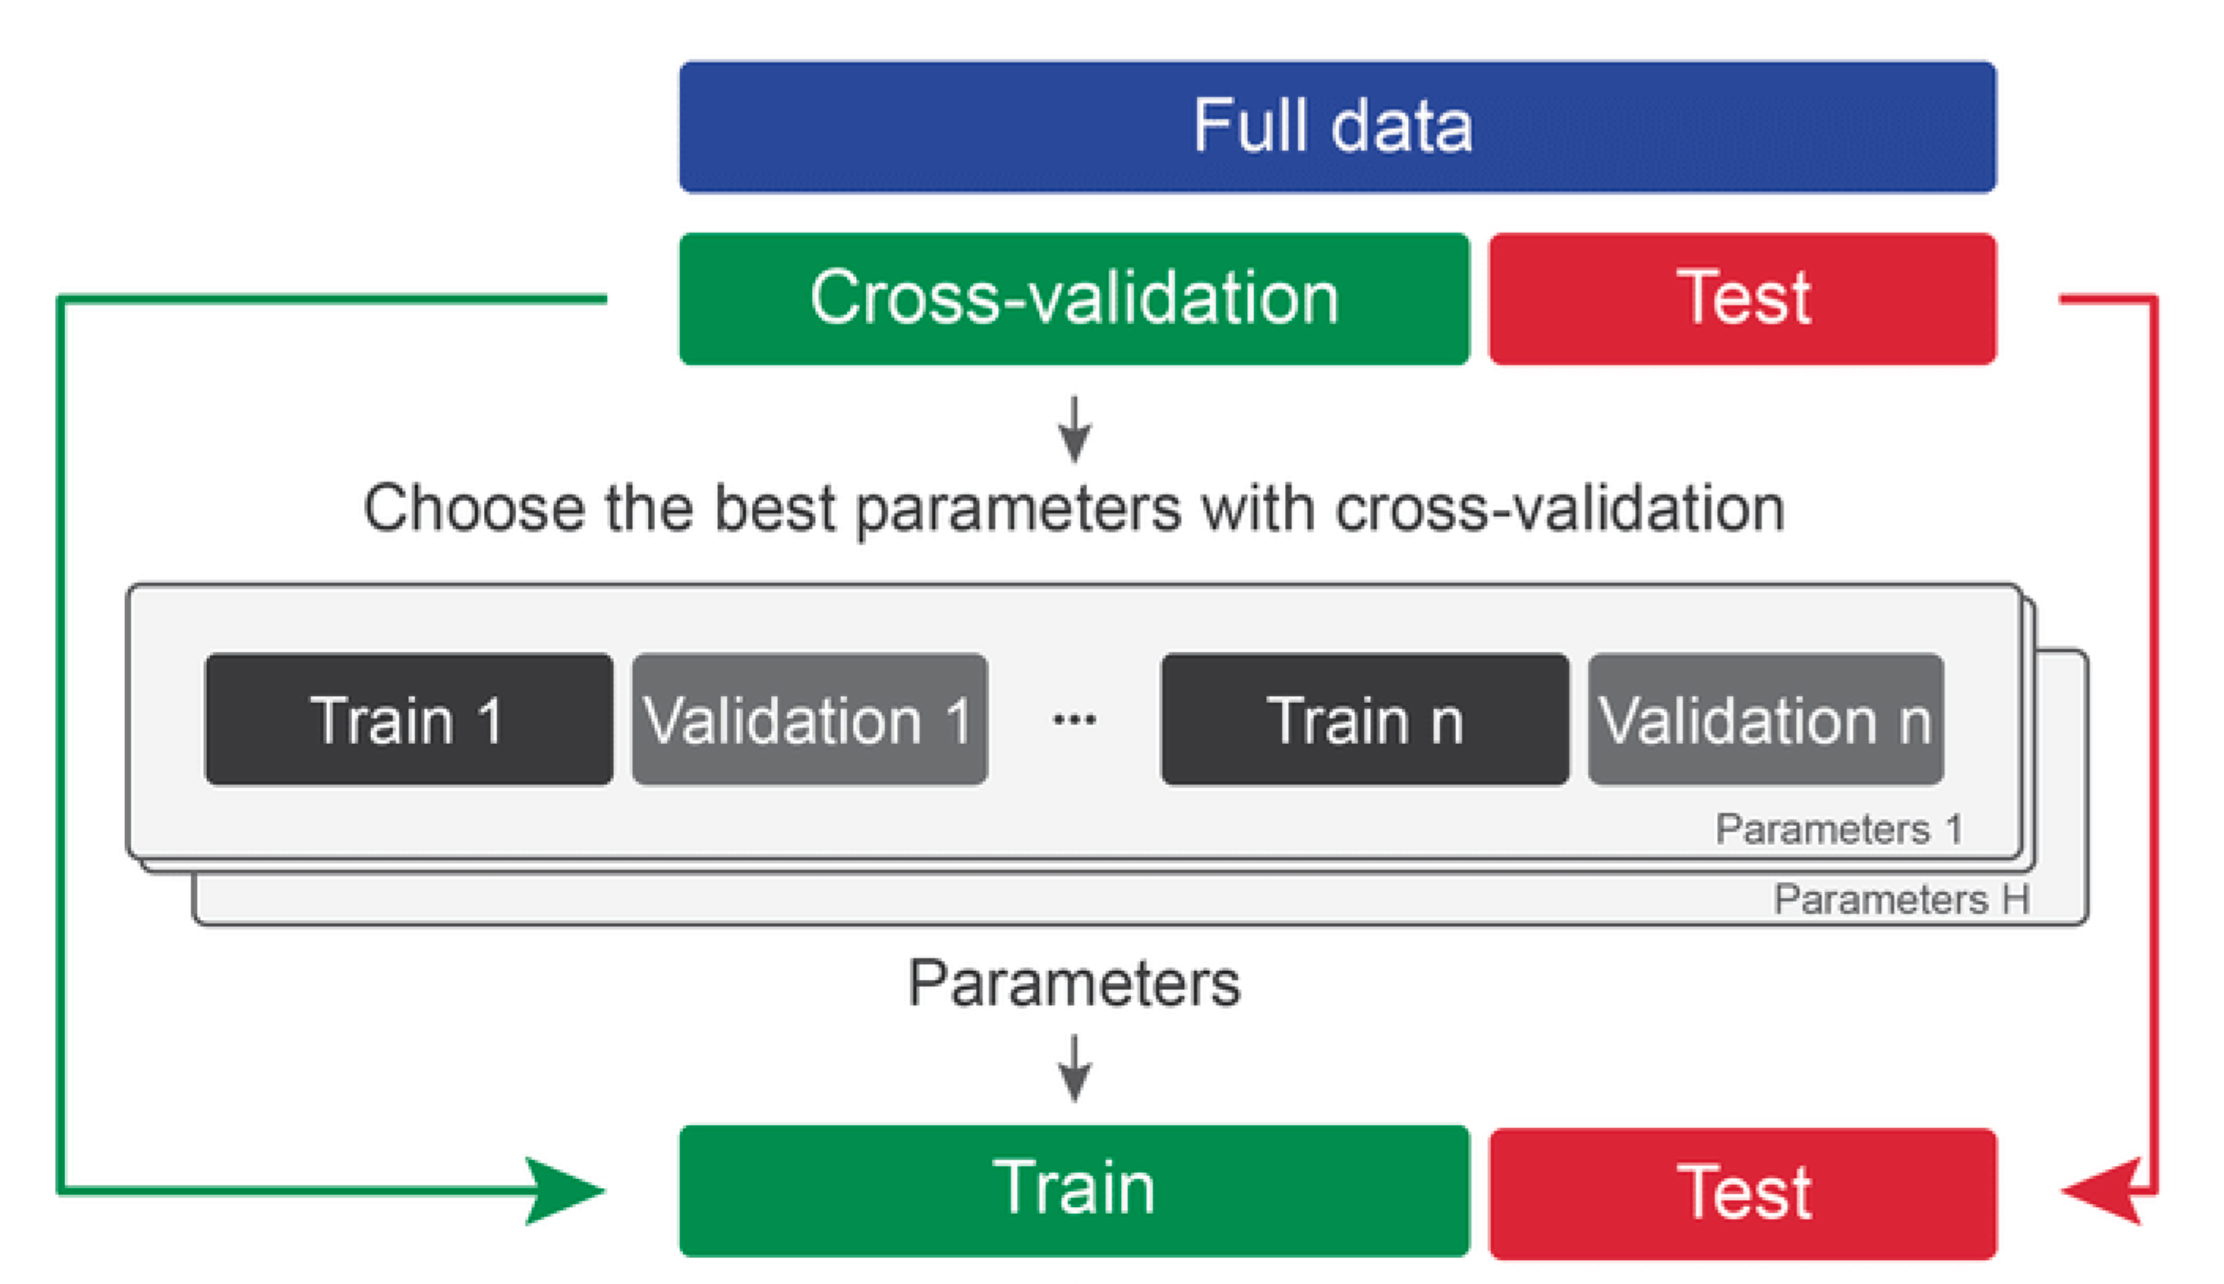 Full data
Cross-validation Test
Choose the best parameters with cross-validation
Train 1 Validation 1 ... Train n Validation n
Parameters 1
Parameters H
Parameters
Train Test